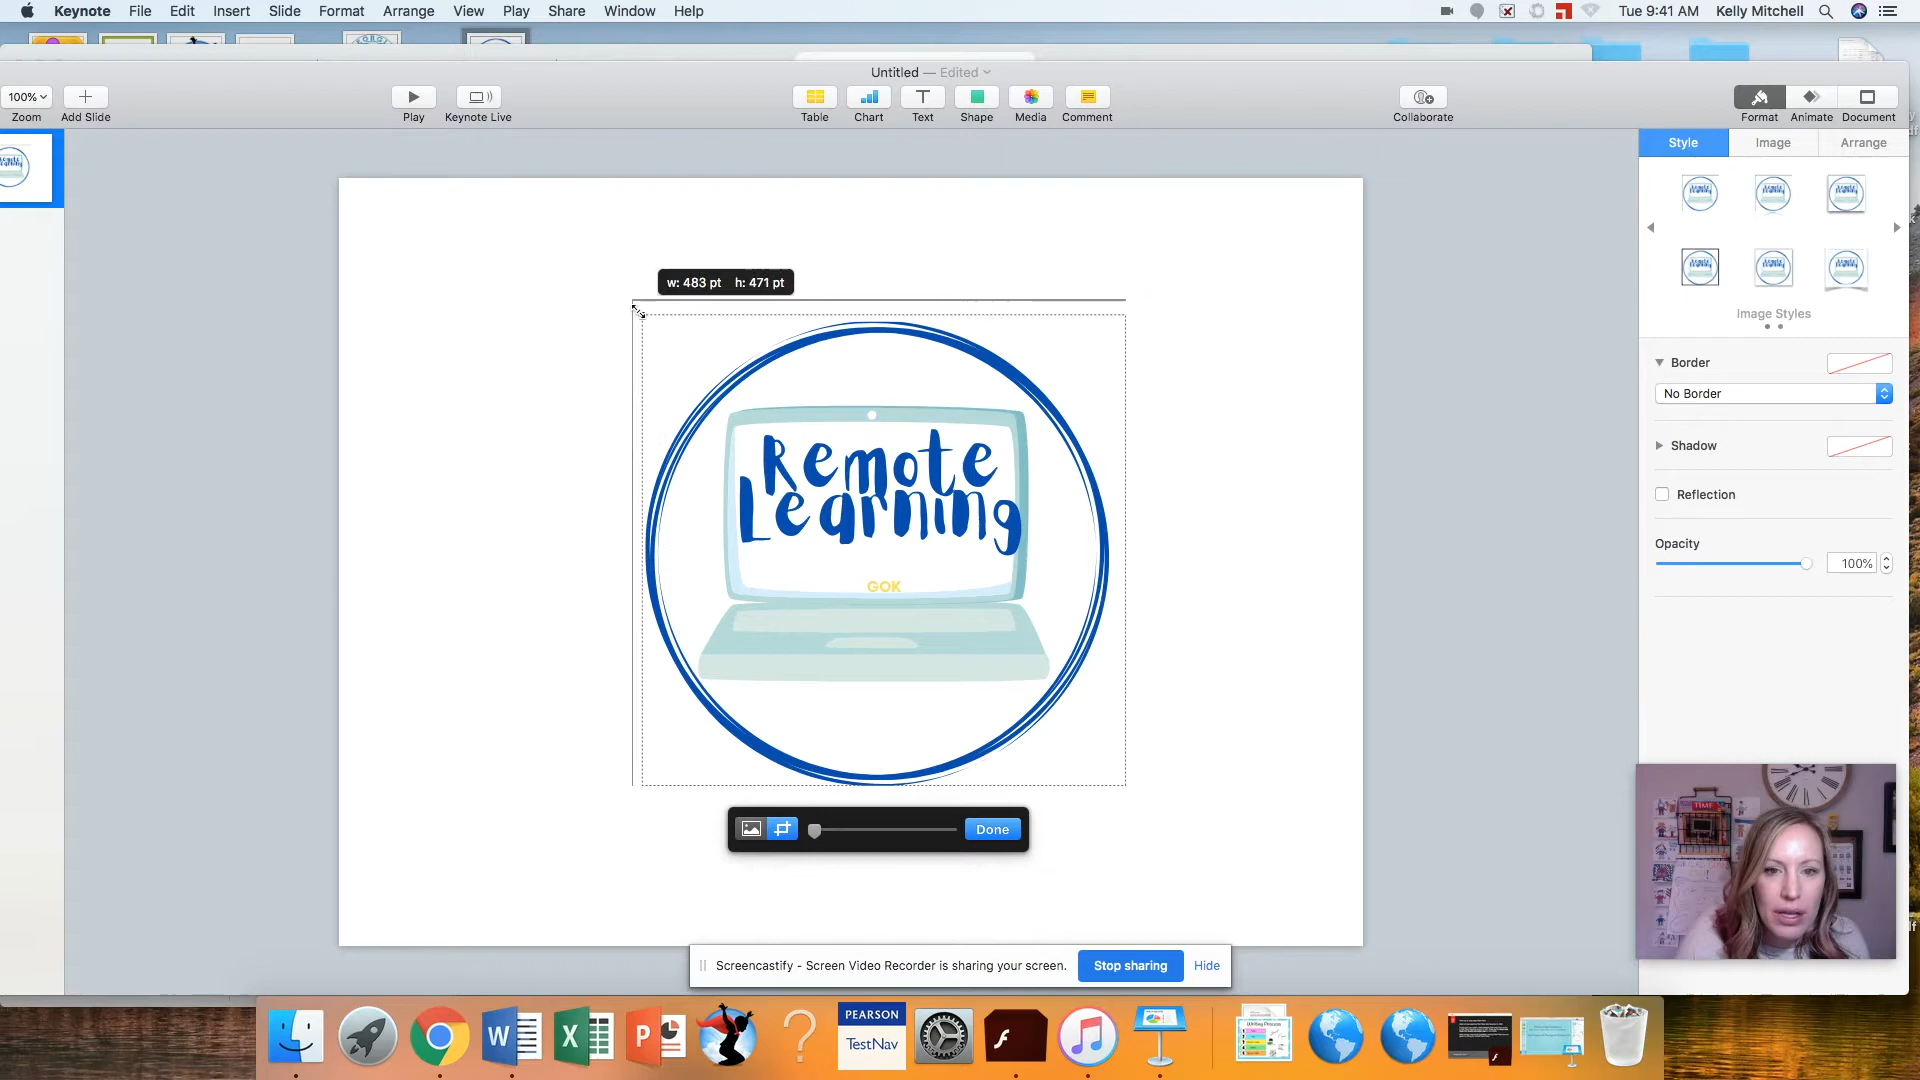 Keynote File Edit Insert Slide Format Arrange View Play Share Window Help
Tue 9:41 AM Kelly Mitchell
Untitled — Edited
100%
Zoom Add Slide Play Keynote Live Table Chart Text Shape Media Comment Collaborate Format Animate Document
Style Image Arrange
Image Styles
w: 483 pt h: 471 pt
Border
No Border
Shadow
Reflection
Opacity
100%
Remote
Learning
GOK
Done
TIME
Screencastify - Screen Video Recorder is sharing your screen. Stop sharing Hide
PEARSON
TestNav
Writing Process